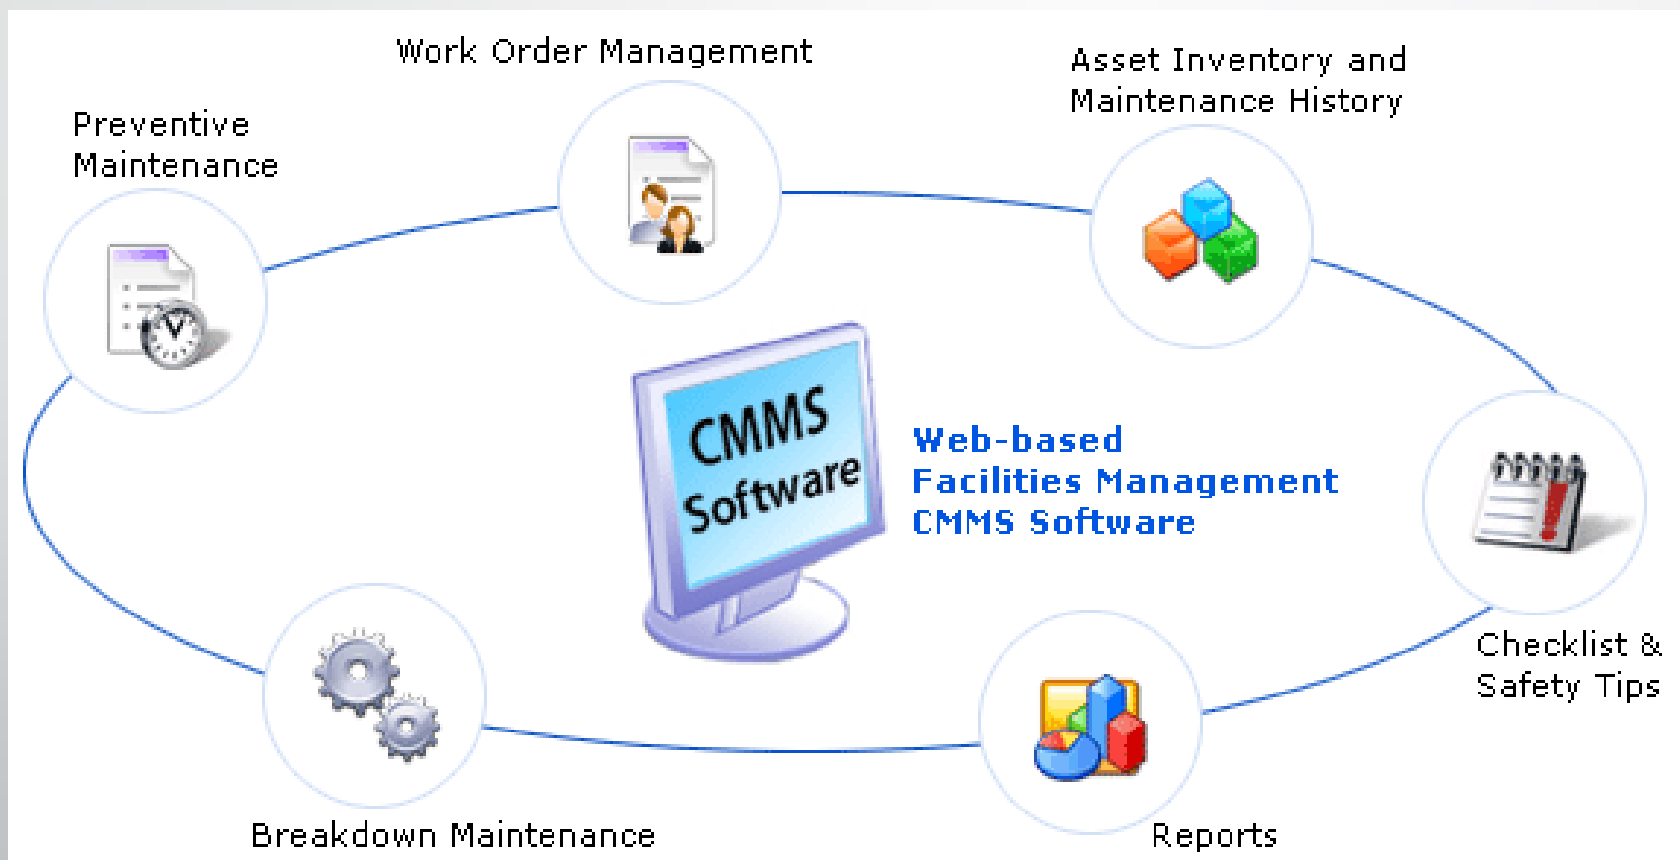 Work Order Management
Asset Inventory and
Maintenance History
Preventive
Maintenance
CMMS
Software
Web-based
Facilities Management
CMMS Software
Checklist &
Safety Tips
Breakdown Maintenance
Reports